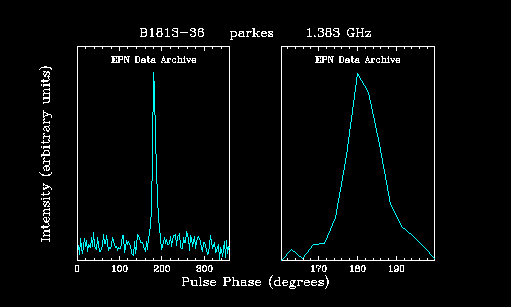 B1813-36 parkes 1.383 GHz
EPN Data Archive EPN Data Archive
Intensity (arbitrary units)
0 100 200 300 170 180 190
Pulse Phase (degrees)